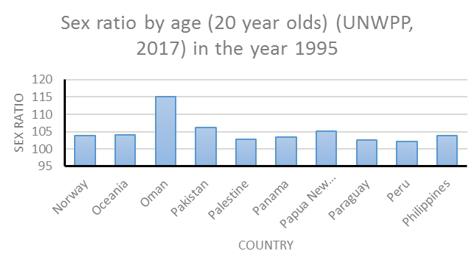 Sex ratio by age (20 year olds) (UNWPP,
2017) in the year 1995
120
115
110
105
100
95
SEX RATIO
Norway
Oceania
Oman
Pakistan
Palestine
Panama
Papua New...
Paraguay
Peru
Philippines
COUNTRY